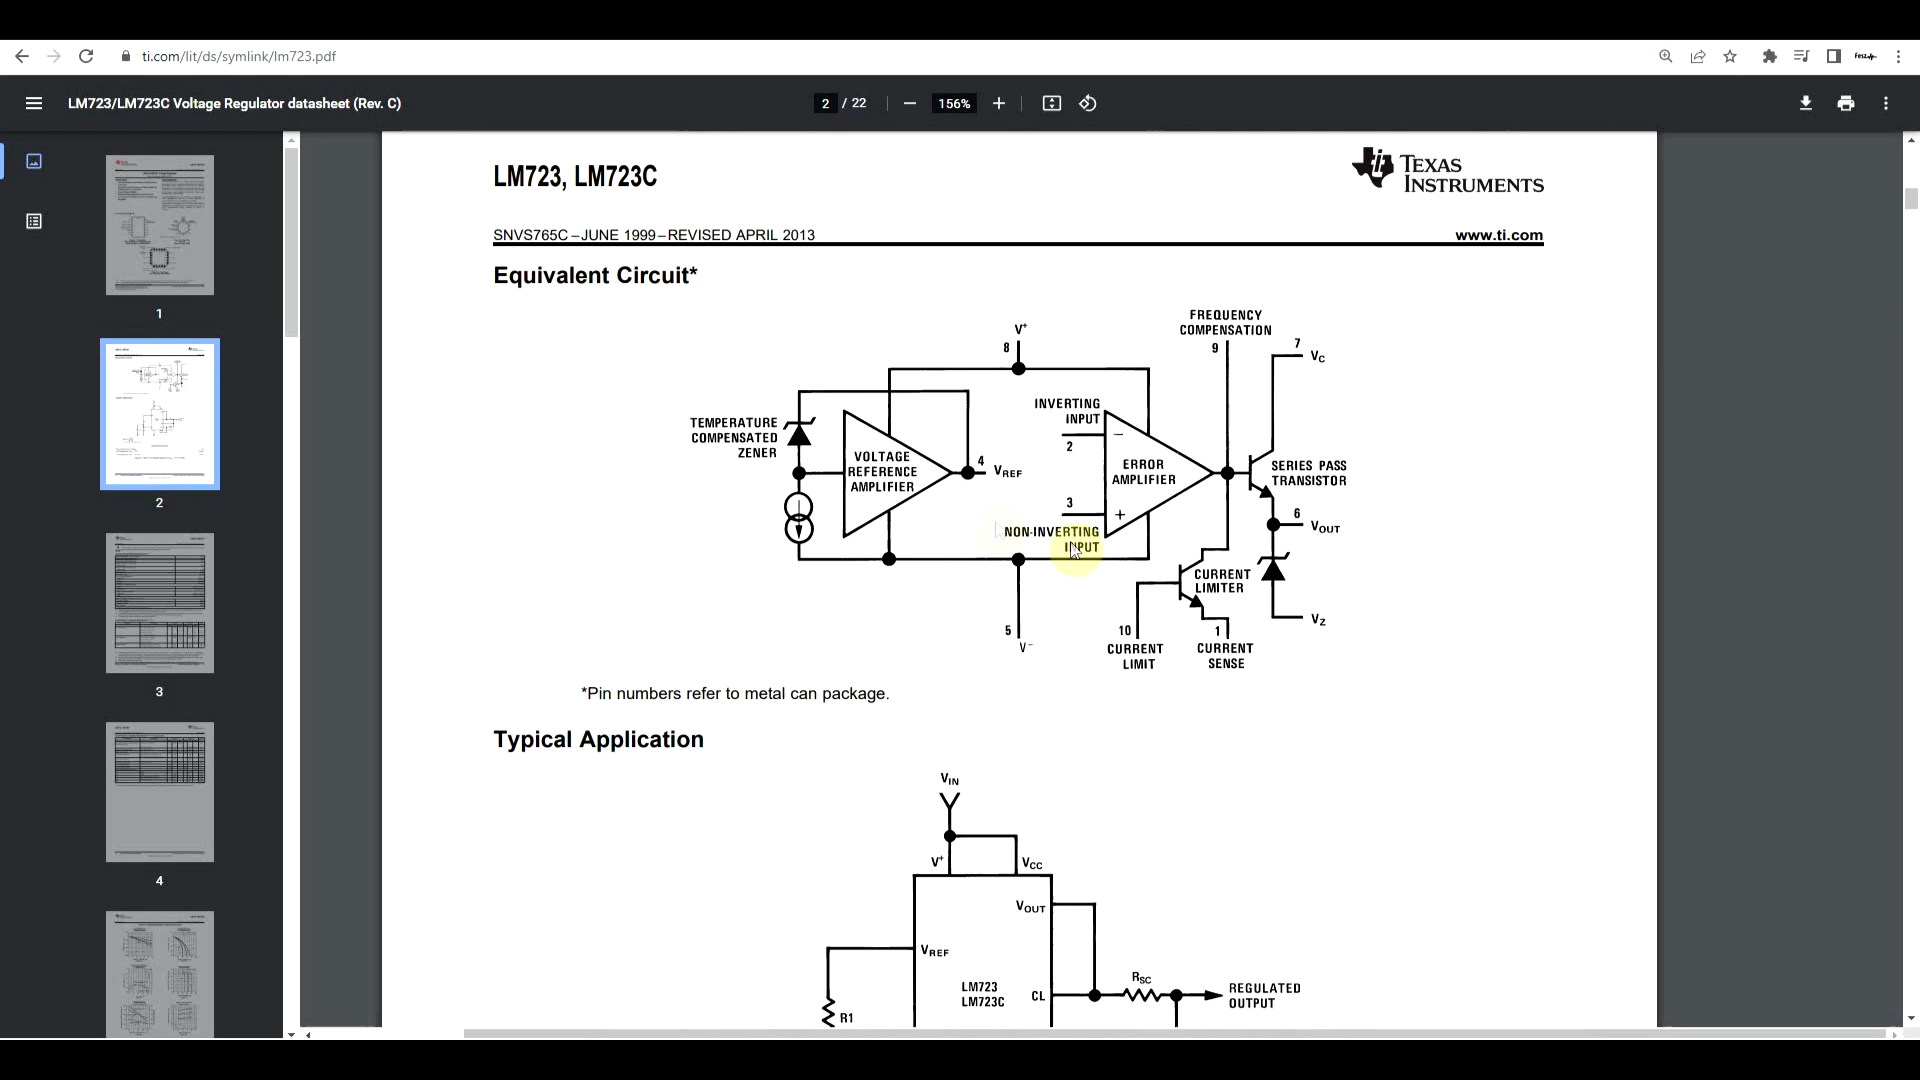 ti.com/lit/ds/symlink/lm723.pdf
LM723/LM723C Voltage Regulator datasheet (Rev. C)
2 / 22
156%
1
2
3
4
LM723, LM723C
TEXAS
INSTRUMENTS
SNVS765C –JUNE 1999–REVISED APRIL 2013
www.ti.com
Equivalent Circuit*
FREQUENCY
COMPENSATION
9
V+
8
7
VC
TEMPERATURE
COMPENSATED
ZENER
VOLTAGE
REFERENCE
AMPLIFIER
4
VREF
INVERTING
INPUT
2
−
ERROR
AMPLIFIER
3
+
NON-INVERTING
INPUT
SERIES PASS
TRANSISTOR
6
VOUT
CURRENT
LIMITER
VZ
5
V−
10
CURRENT
LIMIT
1
CURRENT
SENSE
*Pin numbers refer to metal can package.
Typical Application
VIN
V+
VCC
VOUT
VREF
LM723
LM723C
CL
RSC
REGULATED
OUTPUT
R1